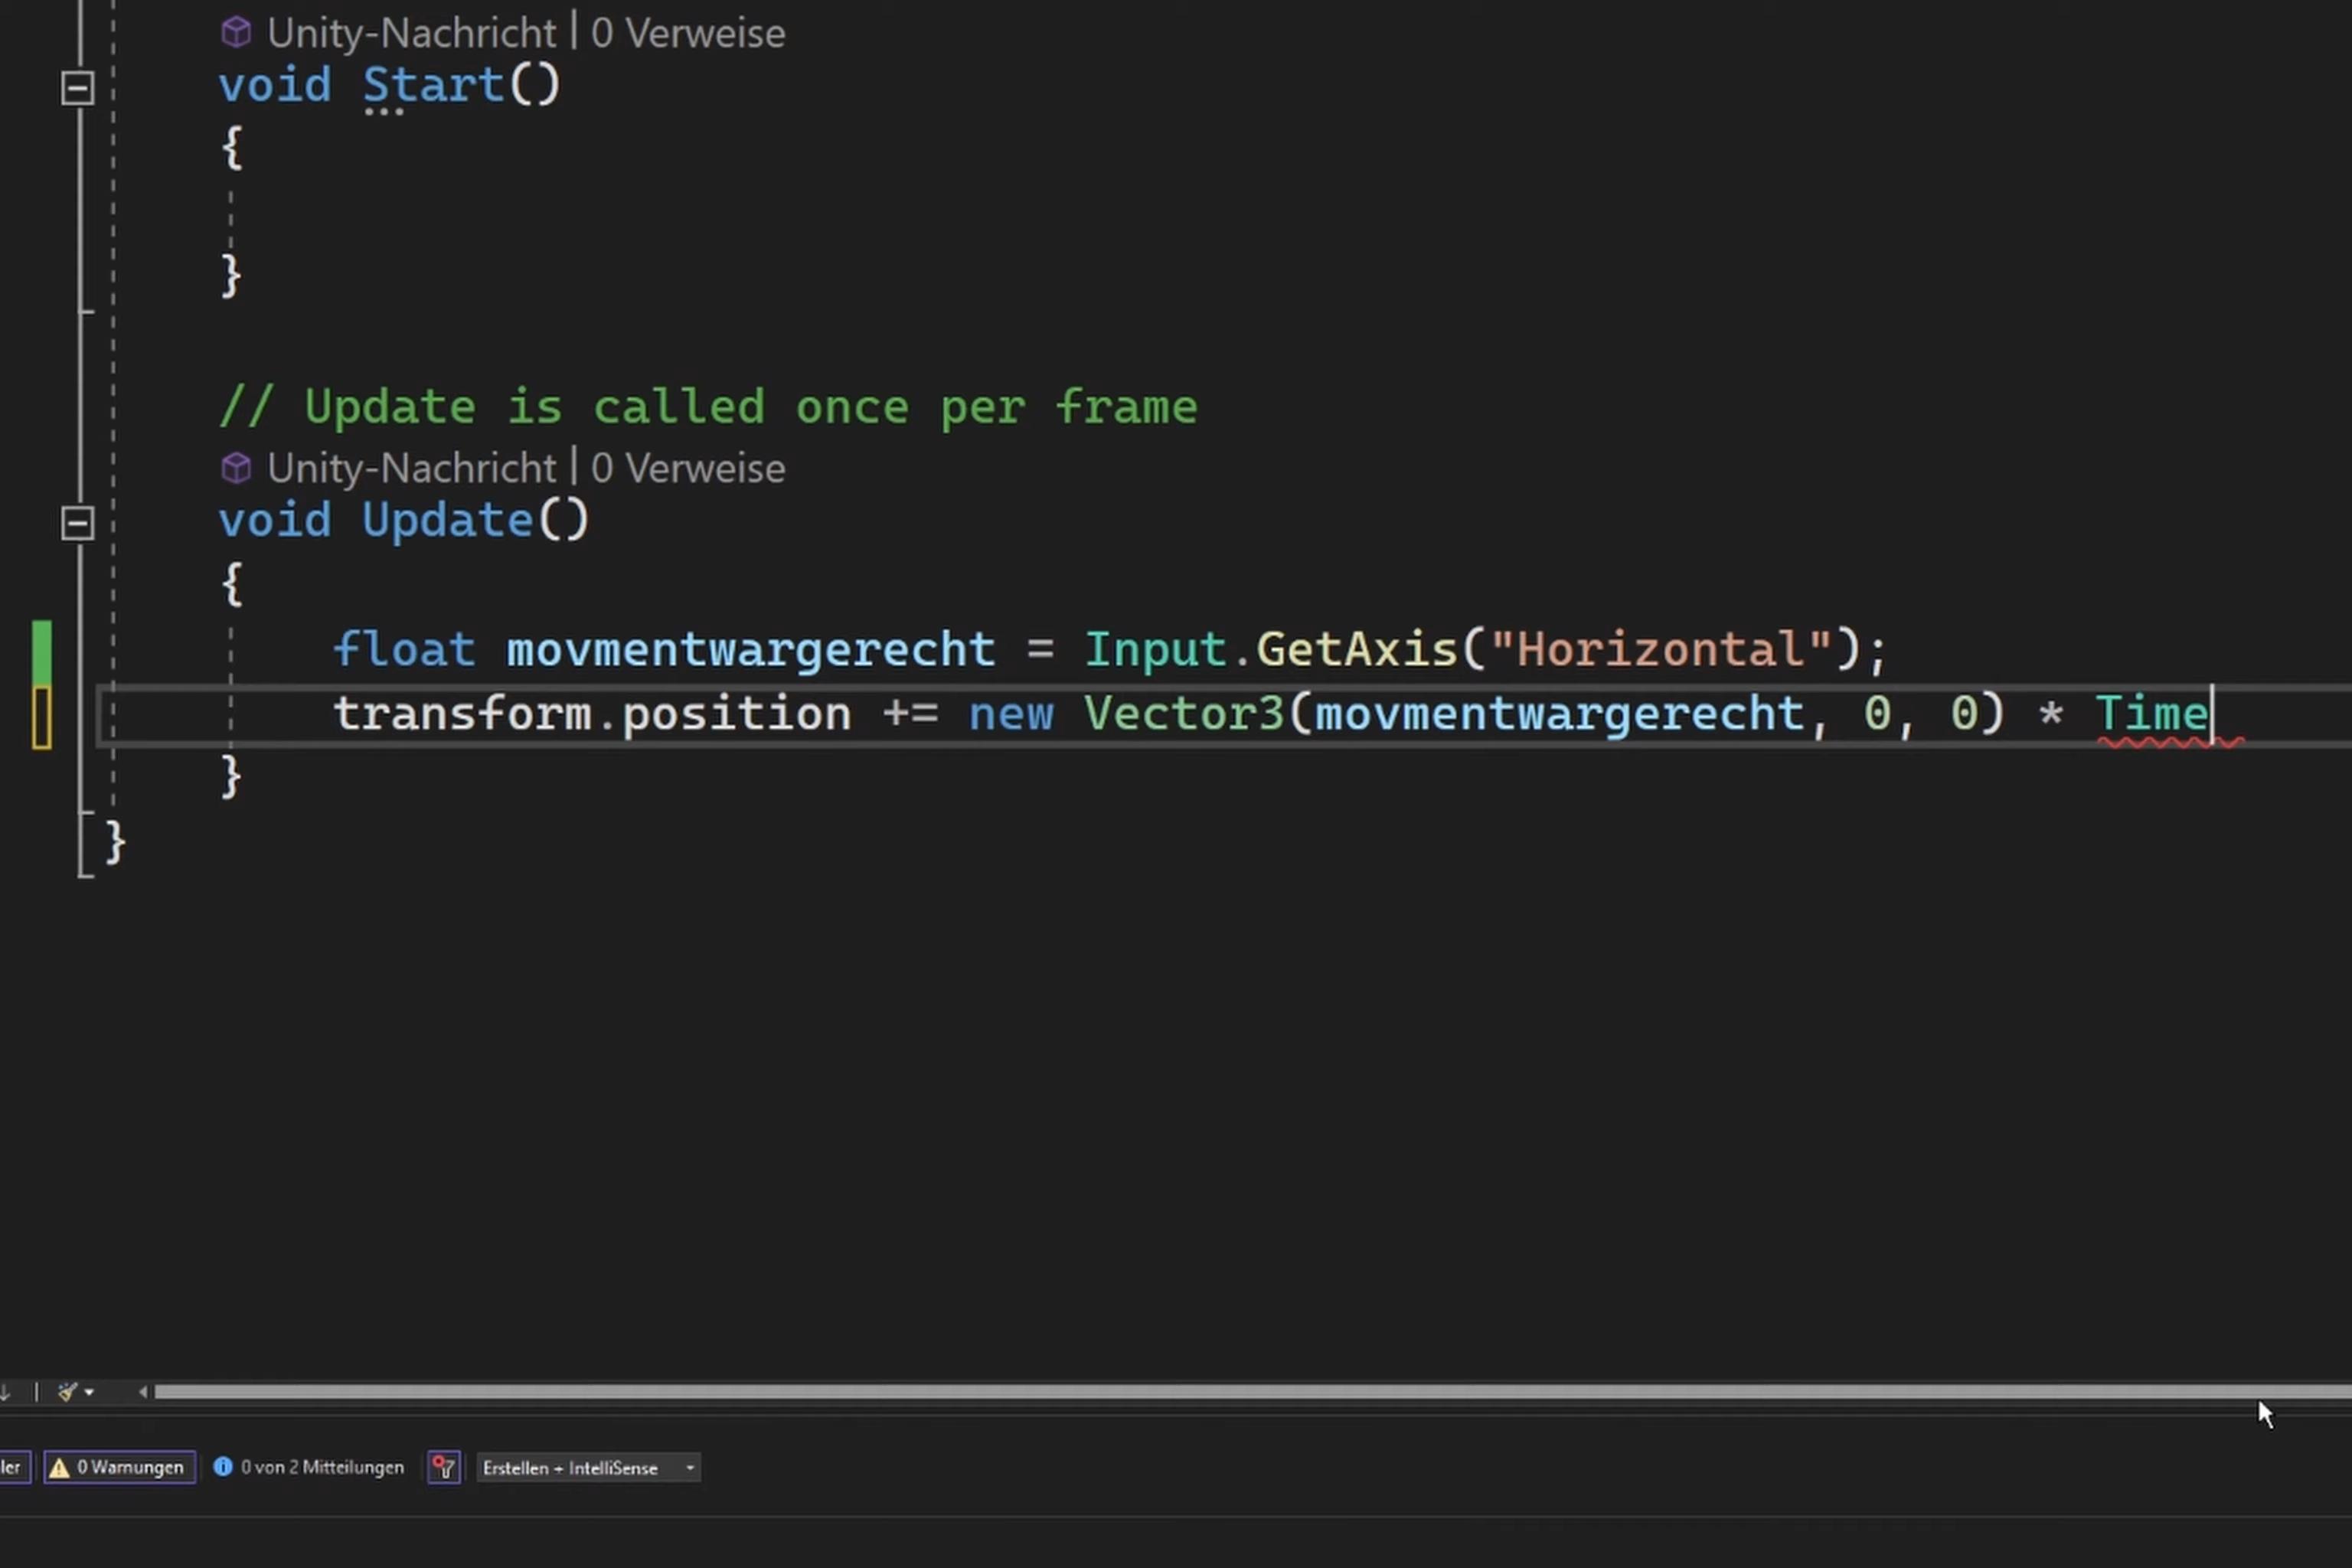 Unity-Nachricht | 0 Verweise
void Start()
{
}
// Update is called once per frame
Unity-Nachricht | 0 Verweise
void Update()
{
float movmentwargerecht = Input.GetAxis("Horizontal");
transform.position += new Vector3(movmentwargerecht, 0, 0) * Time
}
}
ler
0 Warnungen
0 von 2 Mitteilungen
Erstellen + IntelliSense